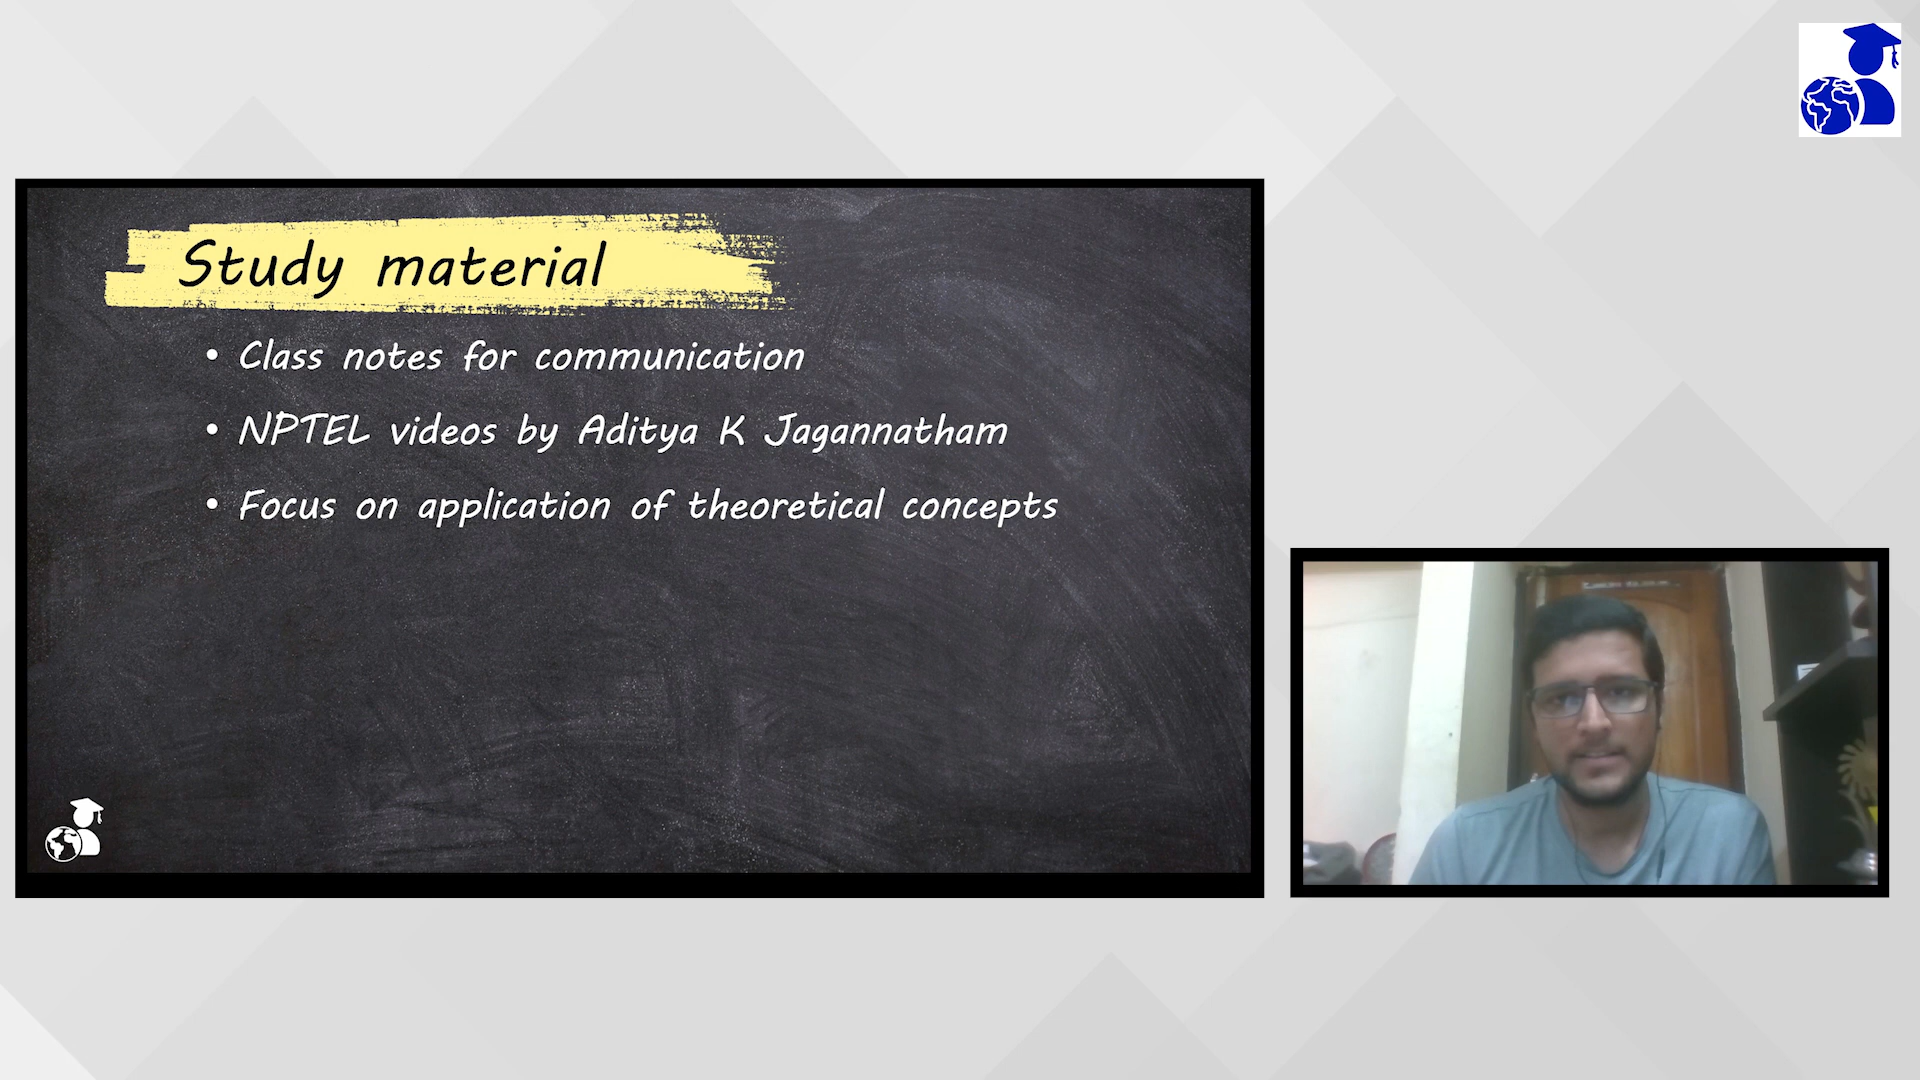 Study material
• Class notes for communication
• NPTEL videos by Aditya K Jagannatham
• Focus on application of theoretical concepts